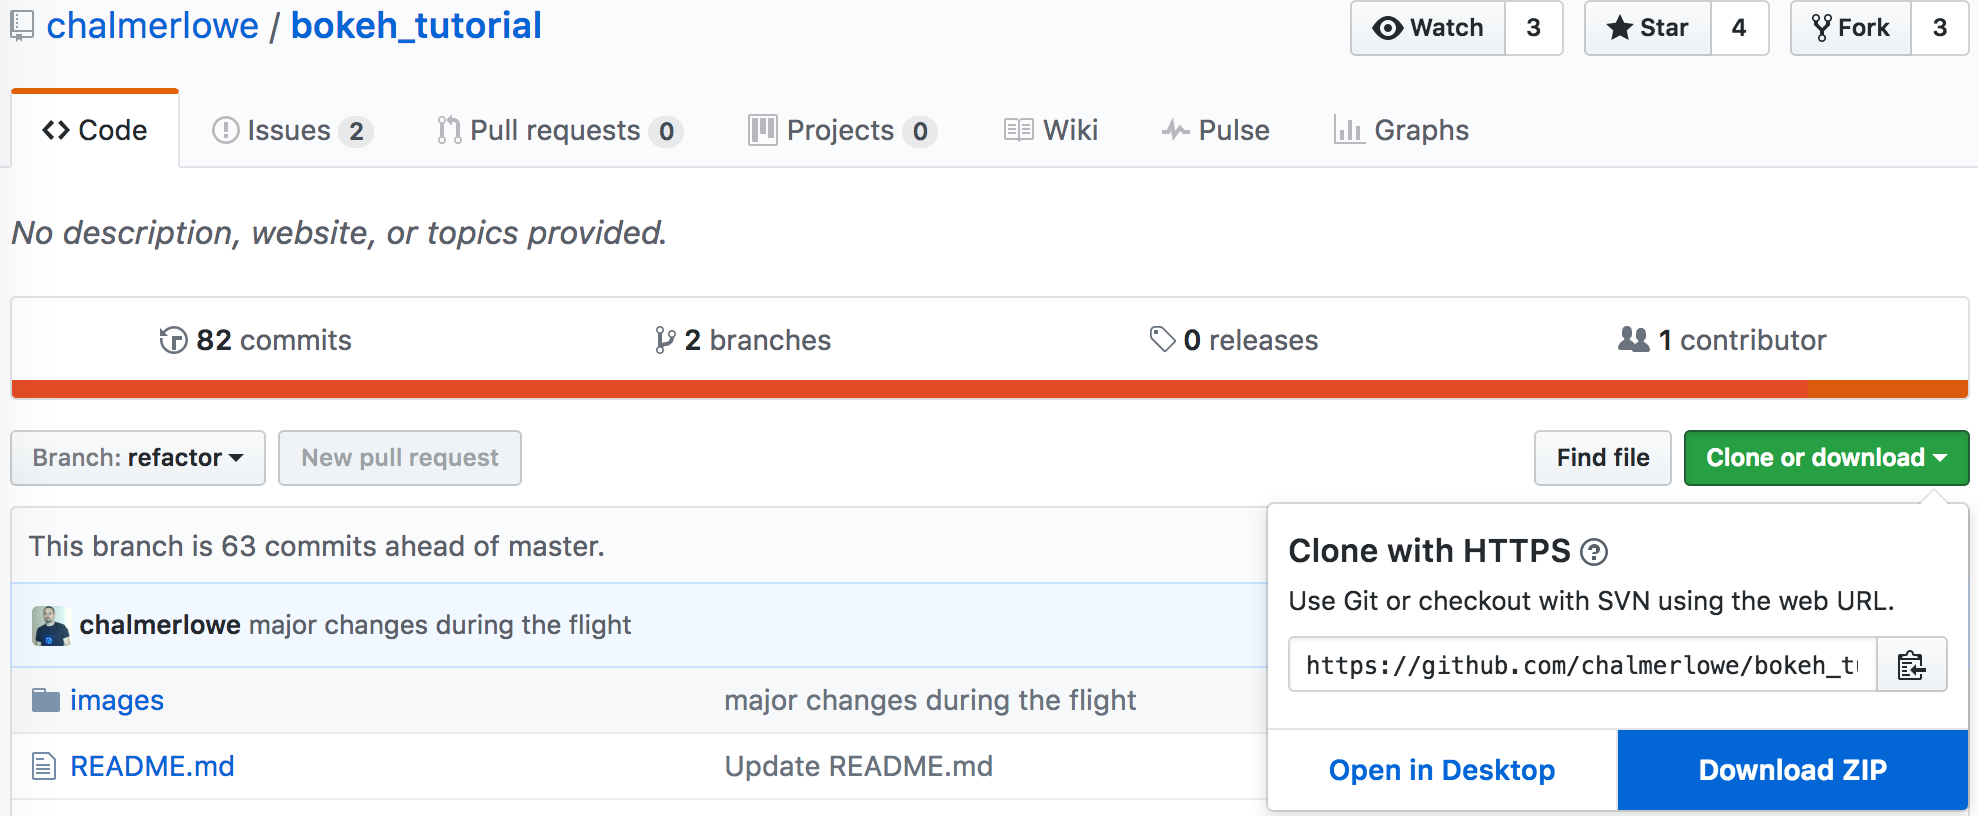 chalmerlowe / bokeh_tutorial
Watch 3
Star 4
Fork 3
Code
Issues 2
Pull requests 0
Projects 0
Wiki
Pulse
Graphs
No description, website, or topics provided.
82 commits
2 branches
0 releases
1 contributor
Branch: refactor
New pull request
Find file
Clone or download
This branch is 63 commits ahead of master.
chalmerlowe major changes during the flight
images major changes during the flight
README.md Update README.md
Clone with HTTPS
Use Git or checkout with SVN using the web URL.
https://github.com/chalmerlowe/bokeh_t
Open in Desktop
Download ZIP